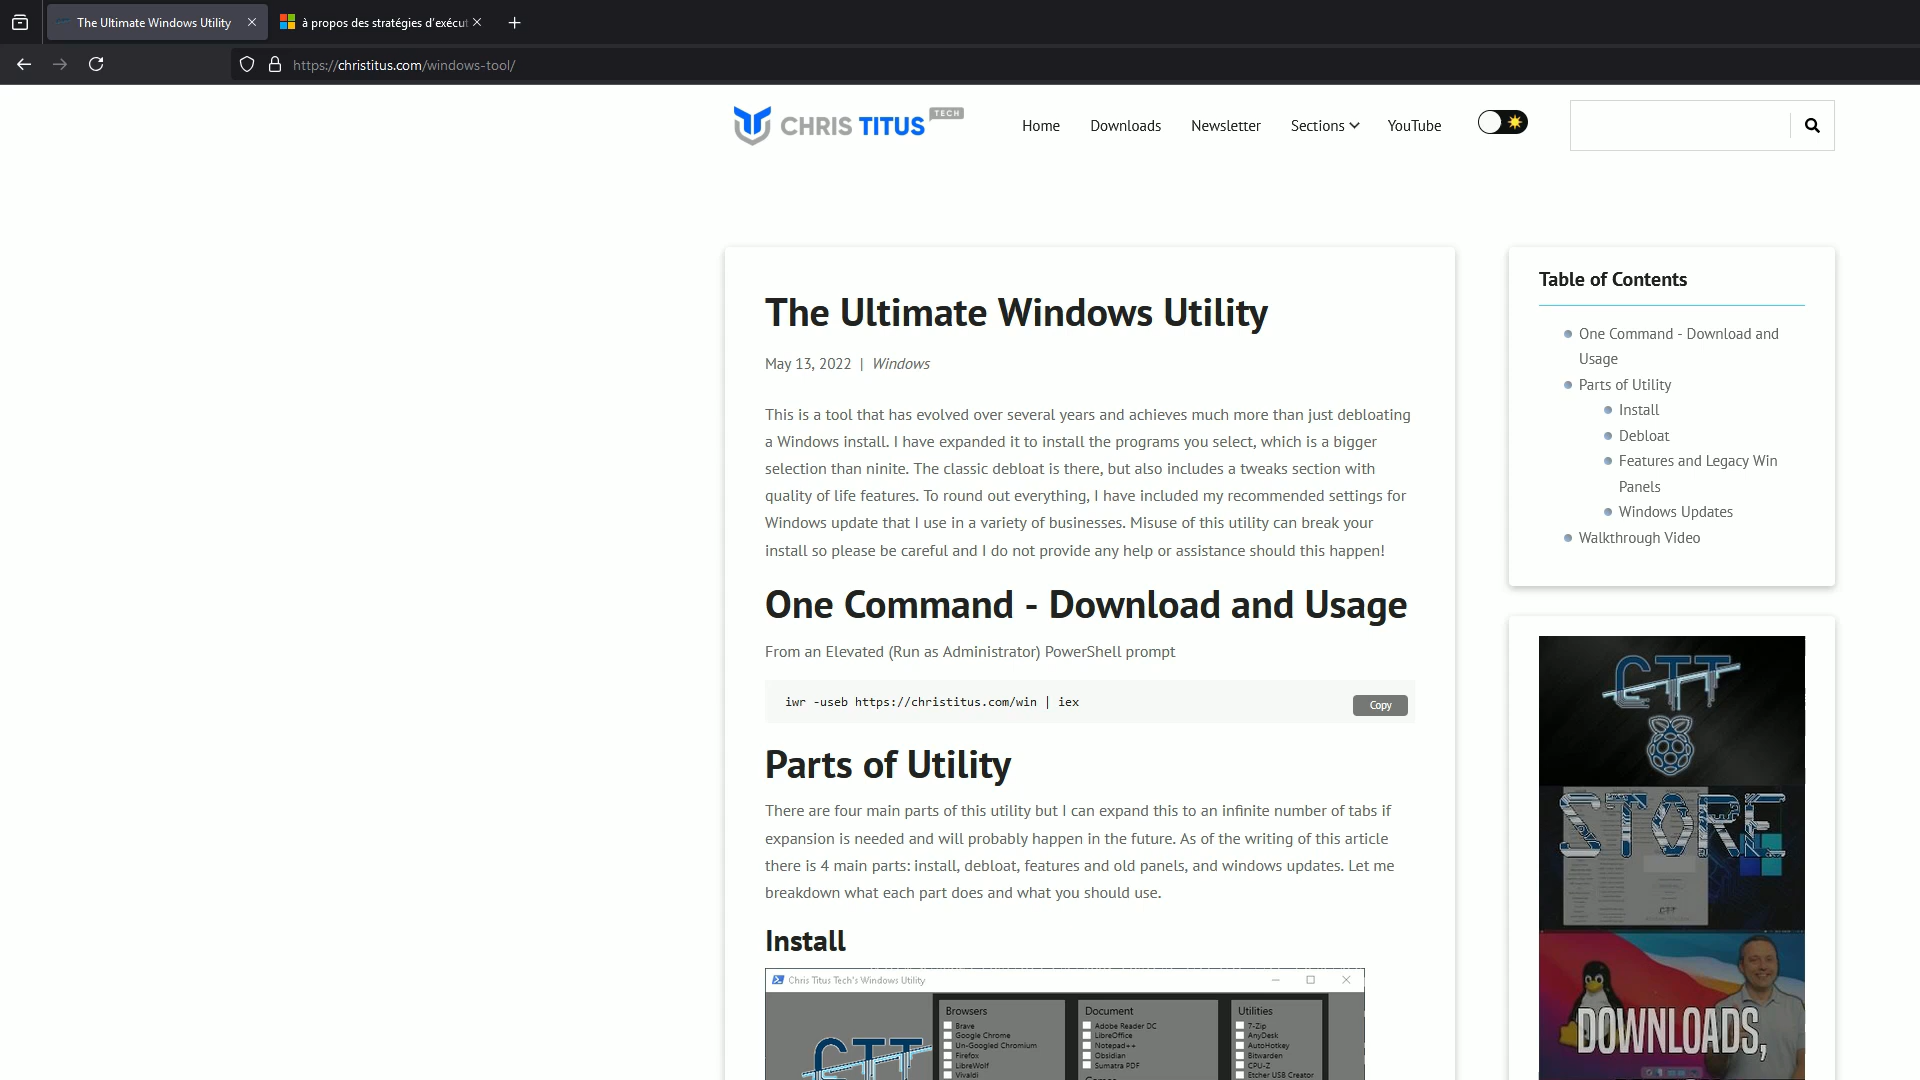 The Ultimate Windows Utility
à propos des stratégies d'exécut
https://christitus.com/windows-tool/
CHRIS TITUS TECH
Home
Downloads
Newsletter
Sections
YouTube
The Ultimate Windows Utility
May 13, 2022 | Windows
This is a tool that has evolved over several years and achieves much more than just debloating
a Windows install. I have expanded it to install the programs you select, which is a bigger
selection than ninite. The classic debloat is there, but also includes a tweaks section with
quality of life features. To round out everything, I have included my recommended settings for
Windows update that I use in a variety of businesses. Misuse of this utility can break your
install so please be careful and I do not provide any help or assistance should this happen!
One Command - Download and Usage
From an Elevated (Run as Administrator) PowerShell prompt
iwr -useb https://christitus.com/win | iex
Copy
Parts of Utility
There are four main parts of this utility but I can expand this to an infinite number of tabs if
expansion is needed and will probably happen in the future. As of the writing of this article
there is 4 main parts: install, debloat, features and old panels, and windows updates. Let me
breakdown what each part does and what you should use.
Install
Chris Titus Tech's Windows Utility
CTT
Browsers
Brave
Google Chrome
Un-Googled Chromium
Firefox
LibreWolf
Vivaldi
Document
Adobe Reader DC
LibreOffice
Notepad++
Obsidian
Sumatra PDF
Utilities
7-Zip
AnyDesk
AutoHotkey
Bitwarden
CPU-Z
Etcher USB Creator
Table of Contents
One Command - Download and
Usage
Parts of Utility
Install
Debloat
Features and Legacy Win
Panels
Windows Updates
Walkthrough Video
CTT
STORE
DOWNLOADS,